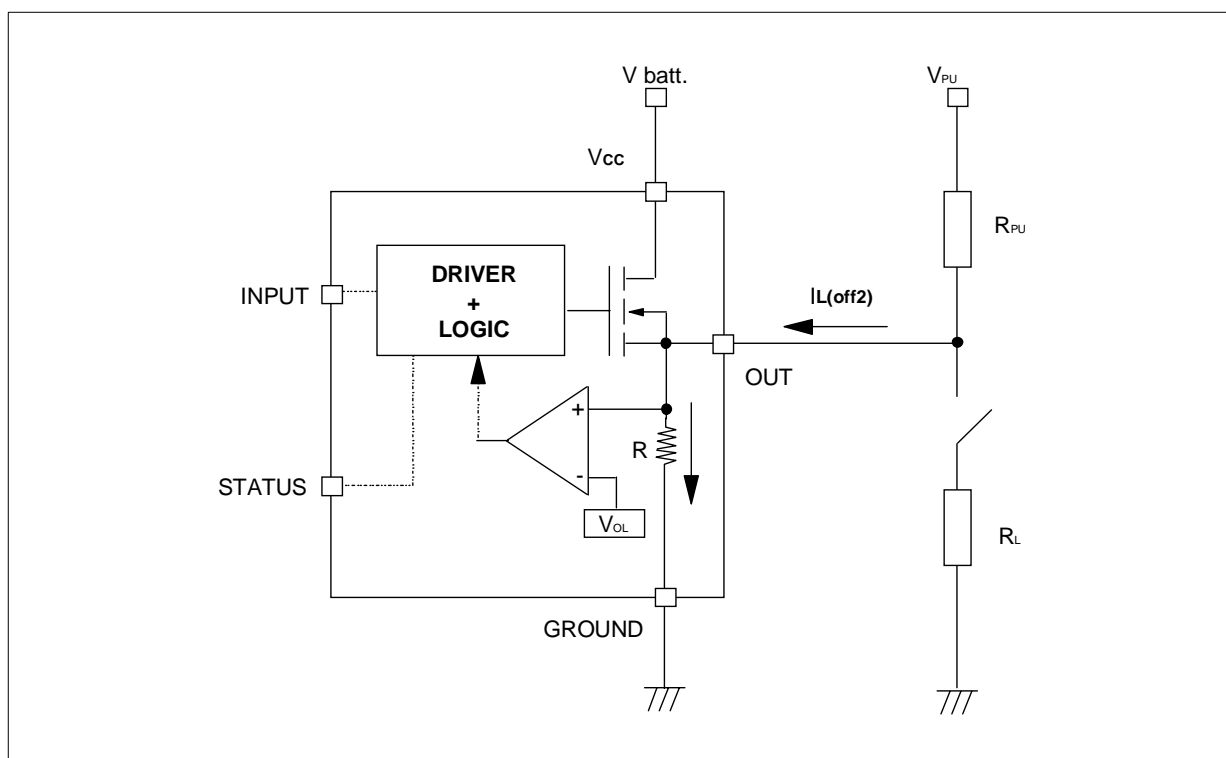 V batt.
VPU
Vcc
RPU
DRIVER
+
LOGIC
INPUT
IL(off2)
OUT
+
R
-
STATUS
VOL
RL
GROUND